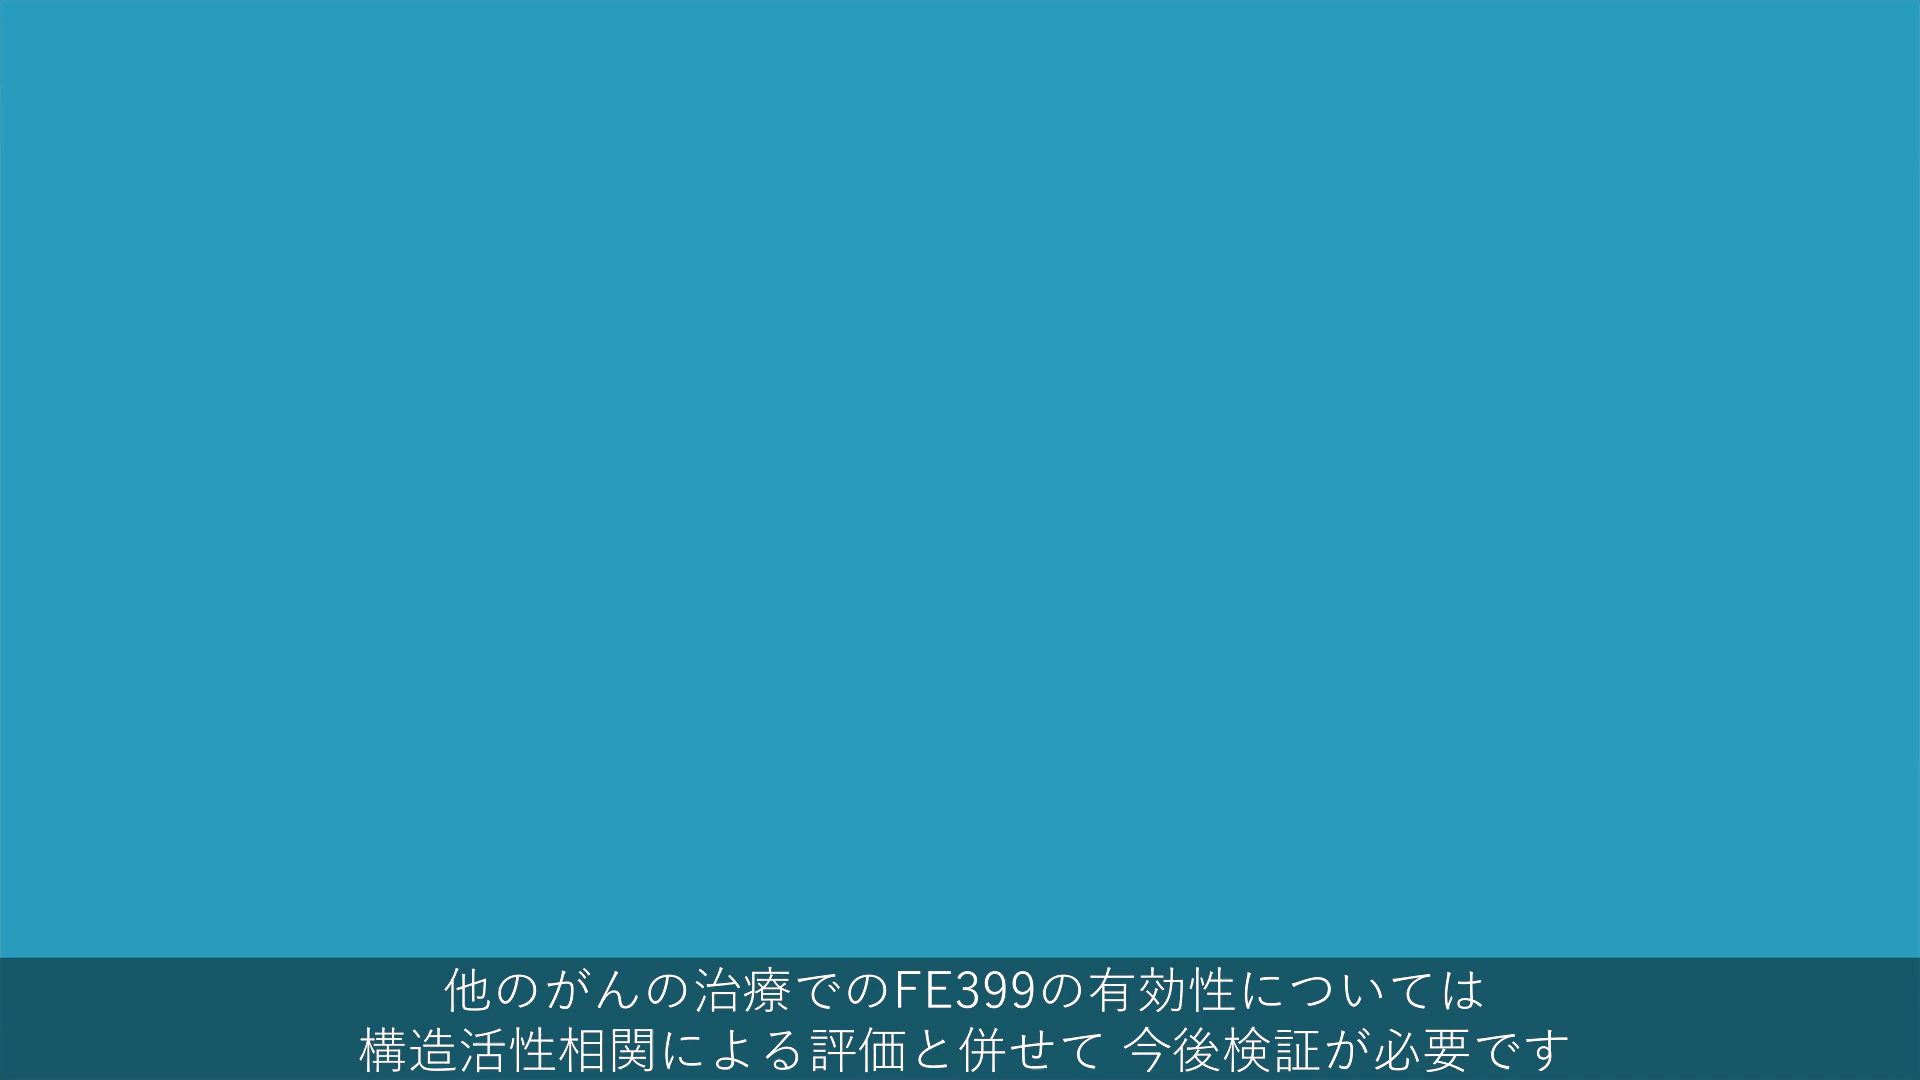 他のがんの治療でのFE399の有効性については
構造活性相関による評価と併せて 今後検証が必要です